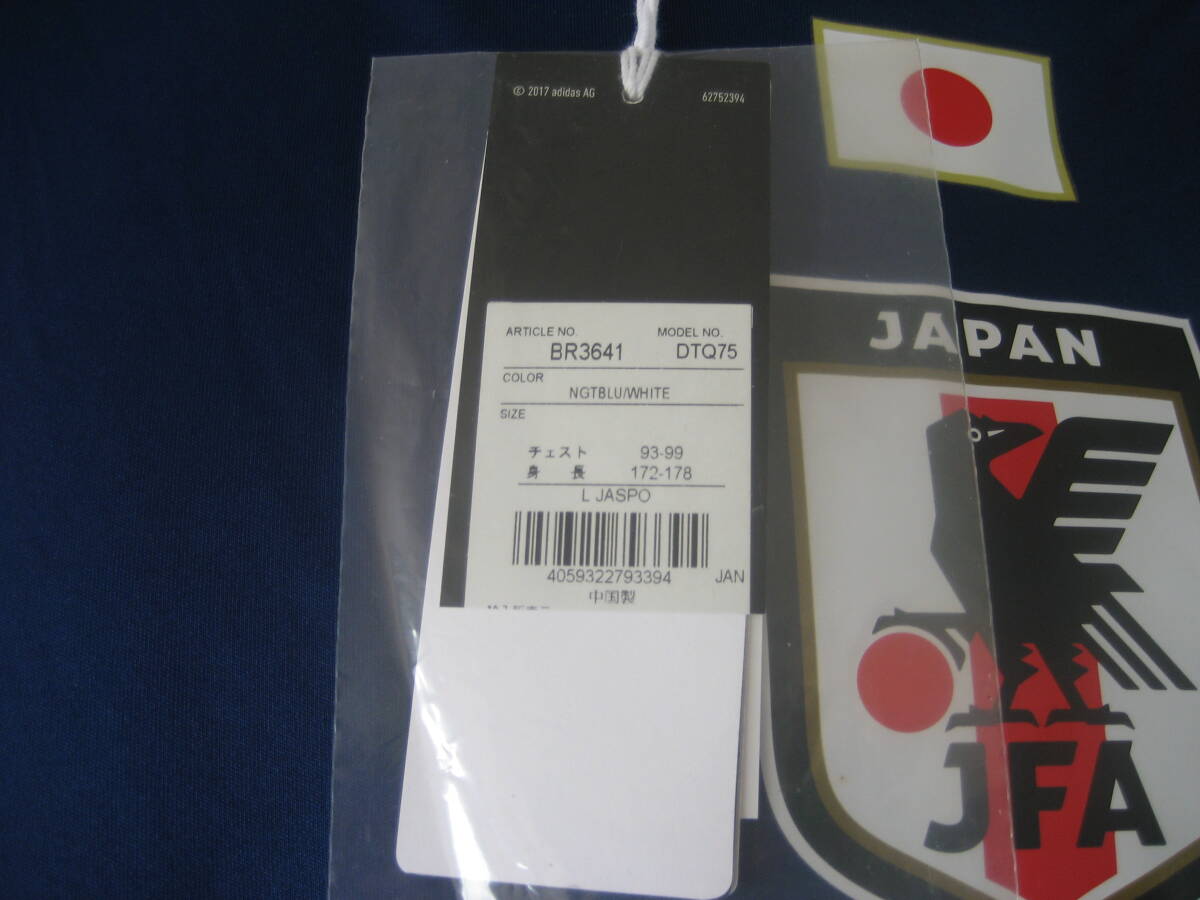 © 2017 adidas AG
62752394
ARTICLE NO.
MODEL NO.
BR3641
DTQ75
COLOR
NGTBLU/WHITE
SIZE
チェスト 93-99
身長 172-178
L JASPO
4059322793394 JAN
中国製
JAPAN
JFA